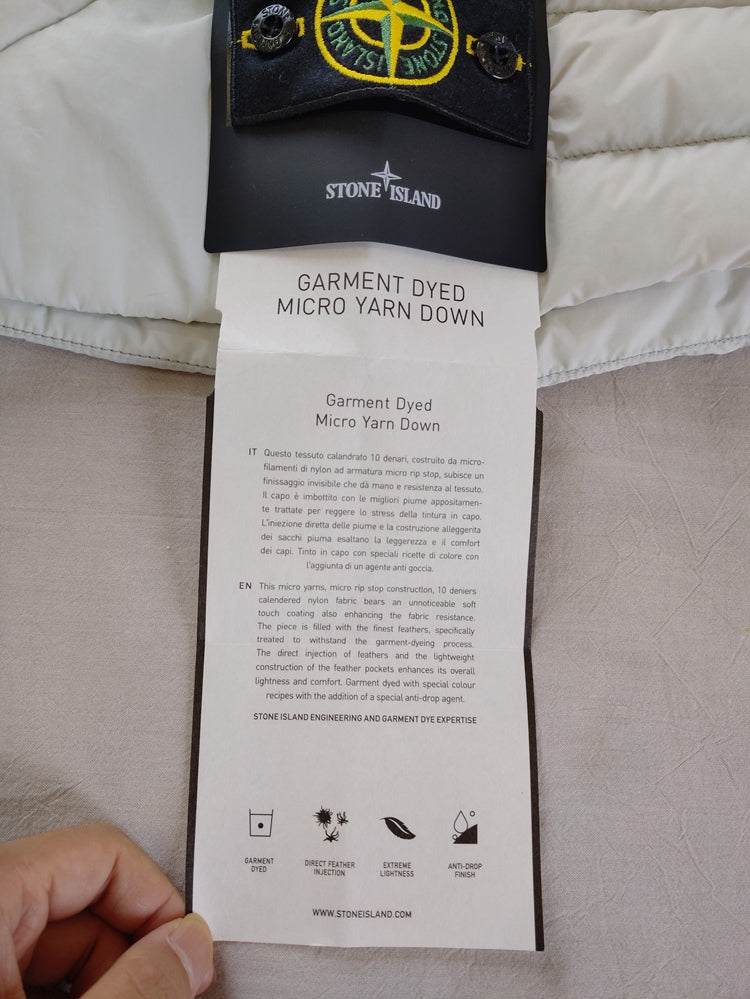 STON
STONE ISLAND
STONE ISLAND
GARMENT DYED
MICRO YARN DOWN
Garment Dyed
Micro Yarn Down
IT Questo tessuto calandrato 10 denari, costruito da micro-
filamenti di nylon ad armatura micro rip stop, subisce un
finissaggio invisibile che dà mano e resistenza al tessuto.
Il capo è imbottito con le migliori piume appositamen-
te trattate per reggere lo stress della tintura in capo.
L'iniezione diretta delle piume e la costruzione alleggerita
dei sacchi piuma esaltano la leggerezza e il comfort
dei capi. Tinto in capo con speciali ricette di colore con
l'aggiunta di un agente anti goccia.
EN This micro yarns, micro rip stop construction, 10 deniers
calendered nylon fabric bears an unnoticeable soft
touch coating also enhancing the fabric resistance.
The piece is filled with the finest feathers, specifically
treated to withstand the garment-dyeing process.
The direct injection of feathers and the lightweight
construction of the feather pockets enhances its overall
lightness and comfort. Garment dyed with special colour
recipes with the addition of a special anti-drop agent.
STONE ISLAND ENGINEERING AND GARMENT DYE EXPERTISE
GARMENT
DYED
DIRECT FEATHER
INJECTION
EXTREME
LIGHTNESS
ANTI-DROP
FINISH
WWW.STONEISLAND.COM